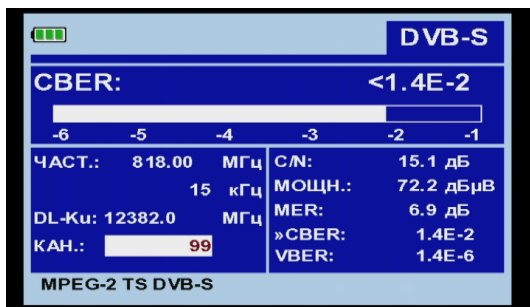 DVB-S
CBER: <1.4E-2
-6 -5 -4 -3 -2 -1
ЧАСТ.: 818.00 МГц
15 кГц
DL-Ku: 12382.0 МГц
КАН.: 99
C/N: 15.1 дБ
МОЩН.: 72.2 дБµВ
MER: 6.9 дБ
»CBER: 1.4E-2
VBER: 1.4E-6
MPEG-2 TS DVB-S